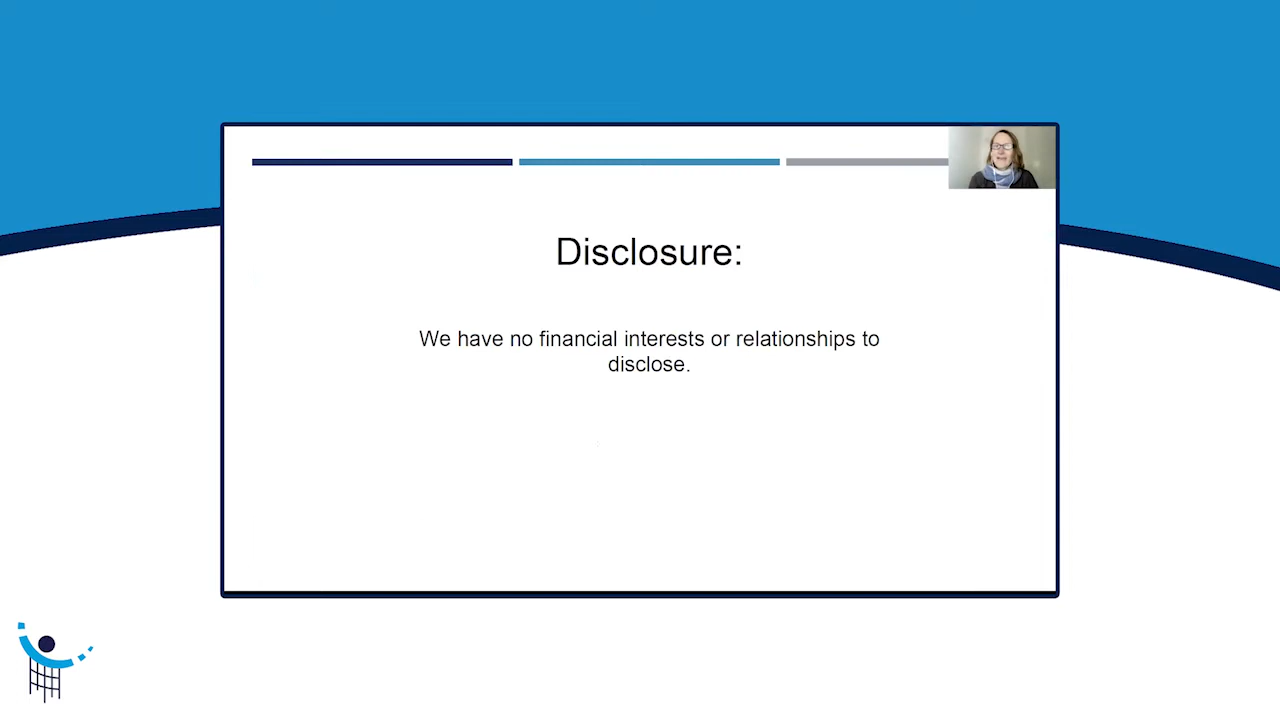 Disclosure:
We have no financial interests or relationships to
disclose.